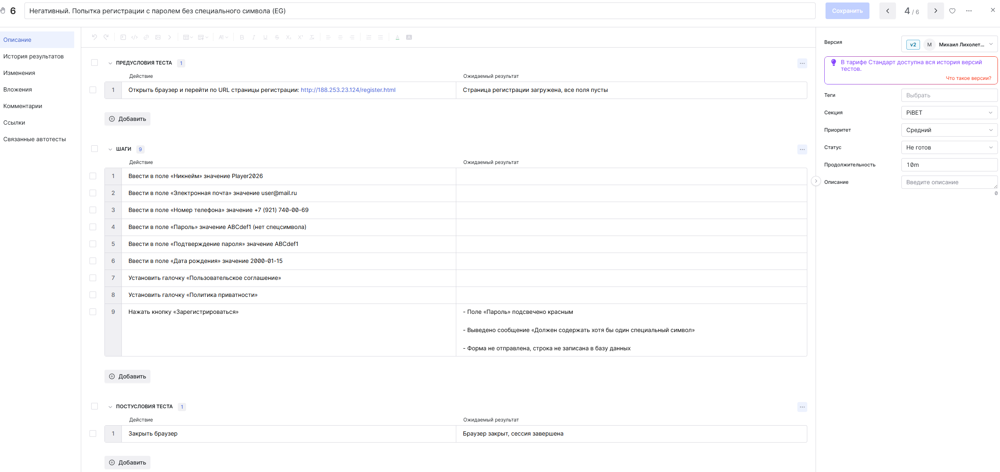 6
Негативный. Попытка регистрации с паролем без специального символа (EG)
Сохранить
4 / 6
Описание
История результатов
Изменения
Вложения
Комментарии
Ссылки
Связанные автотесты
ПРЕДУСЛОВИЯ ТЕСТА 1
Действие Ожидаемый результат
1 Открыть браузер и перейти по URL страницы регистрации: http://188.253.23.124/register.html Страница регистрации загружена, все поля пусты
Добавить
ШАГИ 9
Действие Ожидаемый результат
1 Ввести в поле «Никнейм» значение Player2026
2 Ввести в поле «Электронная почта» значение user@mail.ru
3 Ввести в поле «Номер телефона» значение +7 (921) 740-00-69
4 Ввести в поле «Пароль» значение ABCdef1 (нет спецсимвола)
5 Ввести в поле «Подтверждение пароля» значение ABCdef1
6 Ввести в поле «Дата рождения» значение 2000-01-15
7 Установить галочку «Пользовательское соглашение»
8 Установить галочку «Политика приватности»
9 Нажать кнопку «Зарегистрироваться» - Поле «Пароль» подсвечено красным
- Выведено сообщение «Должен содержать хотя бы один специальный символ»
- Форма не отправлена, строка не записана в базу данных
Добавить
ПОСТУСЛОВИЯ ТЕСТА 1
Действие Ожидаемый результат
1 Закрыть браузер Браузер закрыт, сессия завершена
Добавить
Версия v2 М Михаил Лихолет...
В тарифе Стандарт доступна вся история версий
тестов.
Что такое версии?
Теги Выбрать
Секция PiBET
Приоритет Средний
Статус Не готов
Продолжительность 10m
Описание Введите описание
0